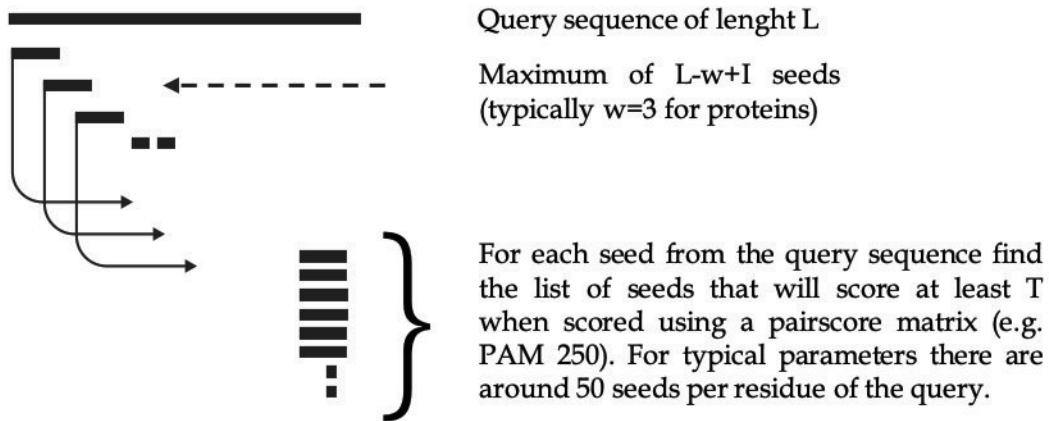 Query sequence of lenght L
Maximum of L-w+I seeds
(typically w=3 for proteins)
For each seed from the query sequence find
the list of seeds that will score at least T
when scored using a pairscore matrix (e.g.
PAM 250). For typical parameters there are
around 50 seeds per residue of the query.